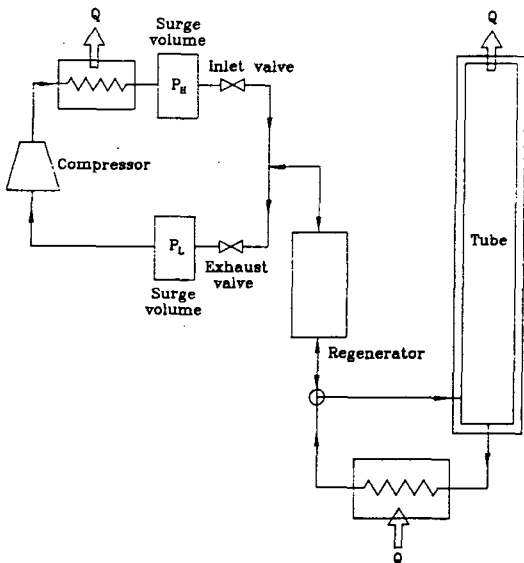 Q
Surge
volume
Q
Inlet valve
P_H
Compressor
P_L
Exhaust
valve
Surge
volume
Tube
Regenerator
Q